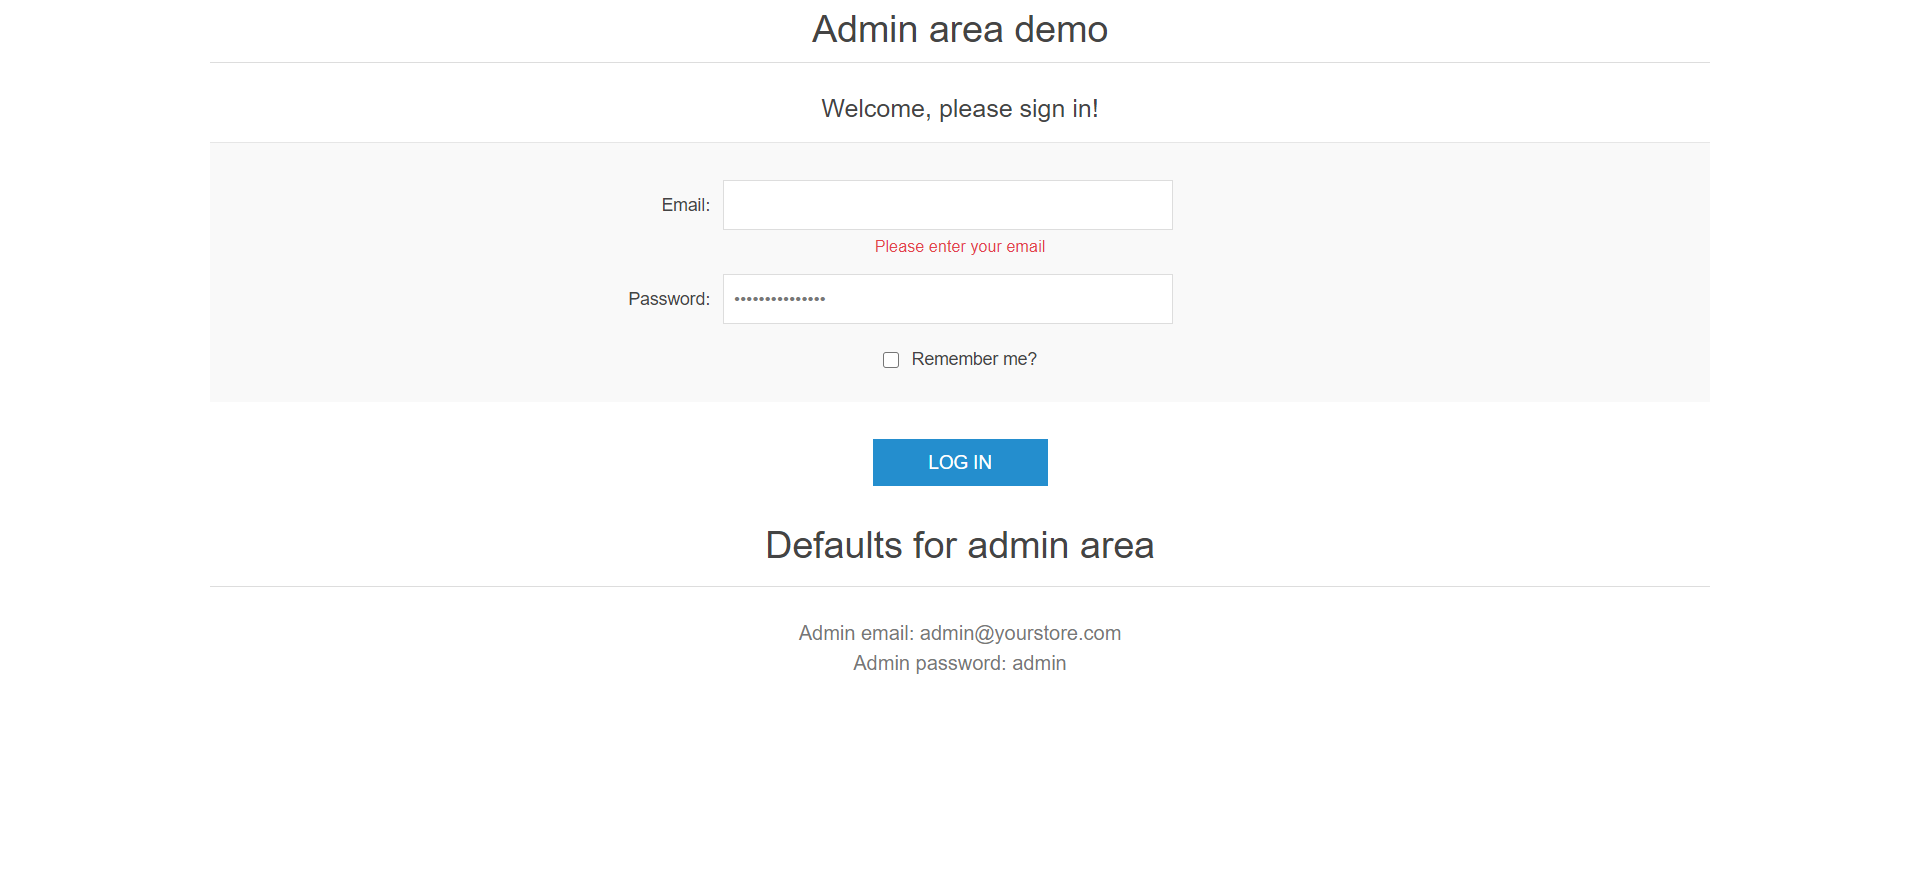 Admin area demo
Welcome, please sign in!
Email:
Please enter your email
Password:
•••••••••••••••
Remember me?
LOG IN
Defaults for admin area
Admin email: admin@yourstore.com
Admin password: admin